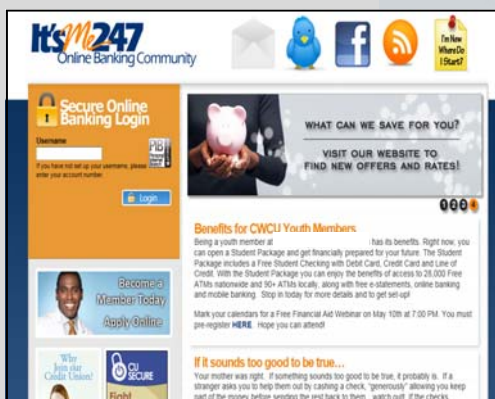 It's Me 247
Online Banking Community
I'm New
Where Do
I Start?
Secure Online
Banking Login
Username
If you have not set up your username, please
enter your account number.
Login
WHAT CAN WE SAVE FOR YOU?
VISIT OUR WEBSITE TO
FIND NEW OFFERS AND RATES!
1 2 3 4
Benefits for CWCU Youth Members
Being a youth member at has its benefits. Right now, you
can open a Student Package and get financially prepared for your future. The Student
Package includes a Free Student Checking with Debit Card, Credit Card and Line of
Credit. With the Student Package you can enjoy the benefits of access to 28,000 Free
ATMs nationwide and 90+ ATMs locally, along with free e-statements, online banking
and mobile banking. Stop in today for more details and to get set-up!
Mark your calendars for a Free Financial Aid Webinar on May 10th at 7:00 PM. You must
pre-register HERE. Hope you can attend!
Become a
Member Today
Apply Online
Why
Join our
Credit Union?
CU
SECURE
Fight
If it sounds too good to be true…
Your mother was right. If something sounds too good to be true, it probably is. If a
stranger asks you to help them out by cashing a check, "generously" allowing you keep
part of the money before sending the rest back to them watch out! If the checks